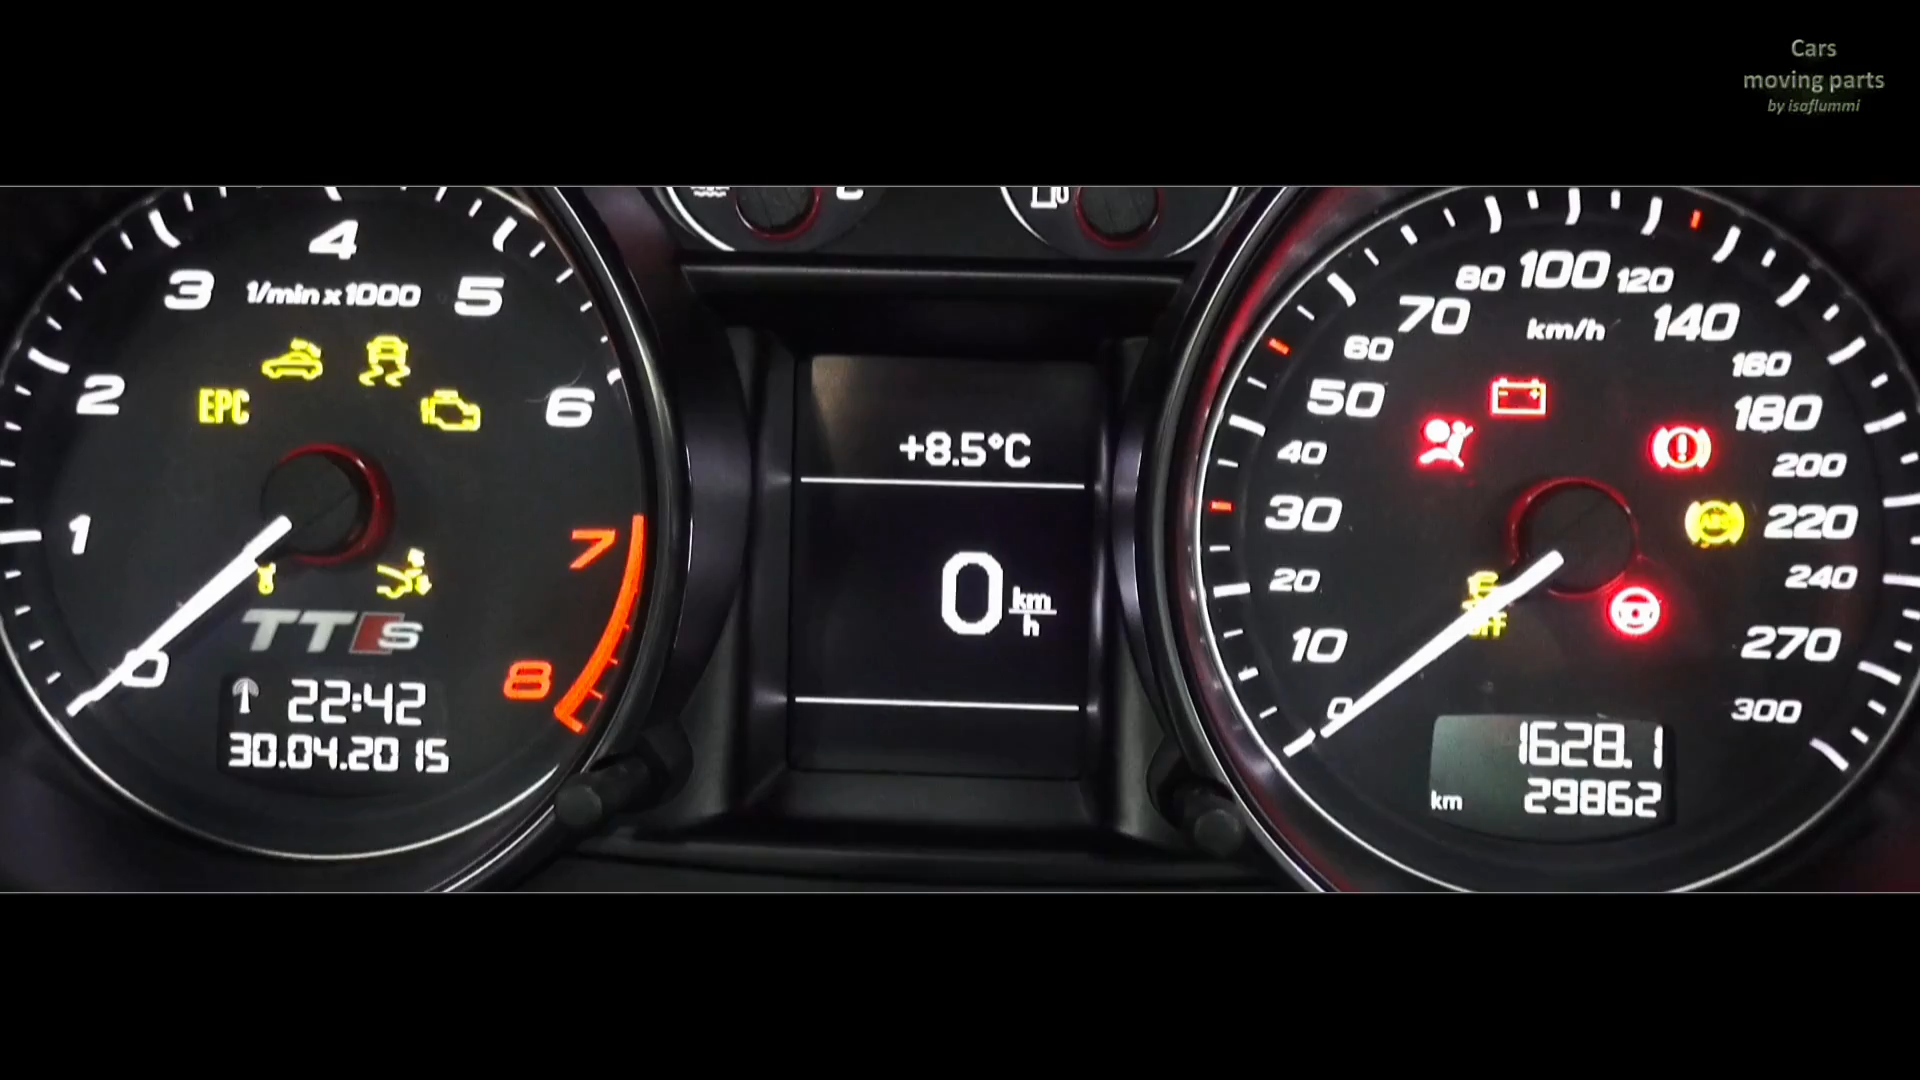 Cars
moving parts
by isaflummi
1/min x 1000
0
1
2
3
4
5
6
7
8
EPC
TTS
22:42
30.04.2015
C
+8.5°C
0 km/h
km/h
0
10
20
30
40
50
60
70
80
100
120
140
160
180
200
220
240
270
300
ABS
OFF
1628.1
km 29862